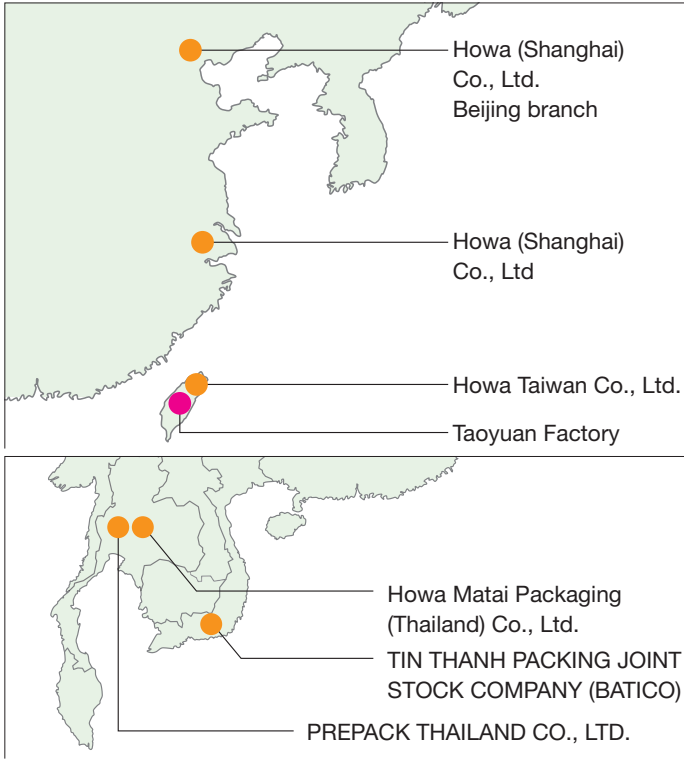 Howa (Shanghai)
Co., Ltd.
Beijing branch
Howa (Shanghai)
Co., Ltd
Howa Taiwan Co., Ltd.
Taoyuan Factory
Howa Matai Packaging
(Thailand) Co., Ltd.
TIN THANH PACKING JOINT
STOCK COMPANY (BATICO)
PREPACK THAILAND CO., LTD.